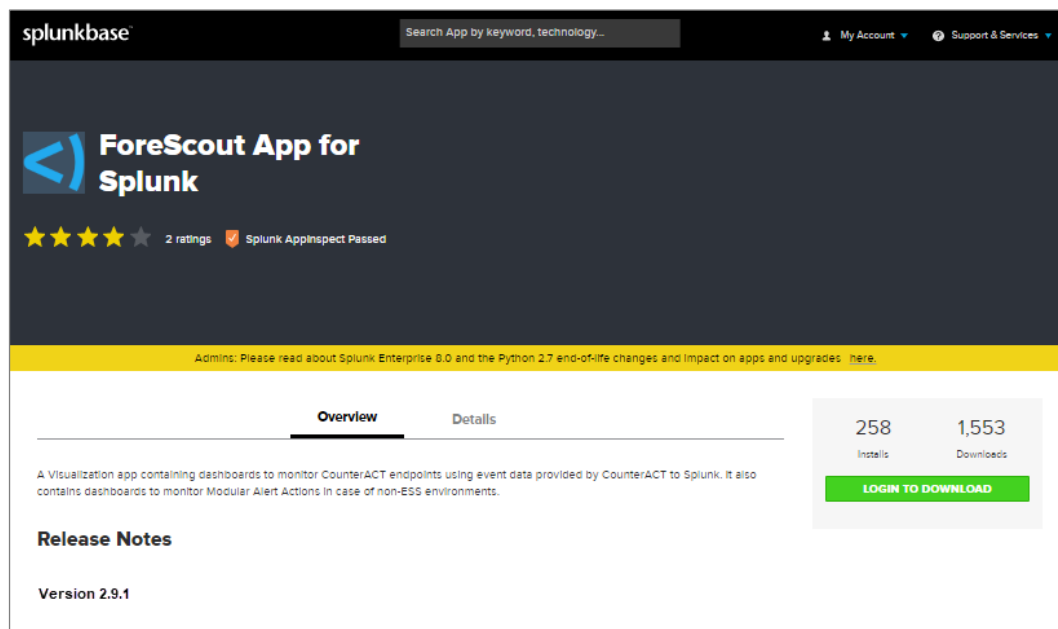 splunkbase™
Search App by keyword, technology...
My Account
Support & Services
ForeScout App for
Splunk
2 ratings
Splunk AppInspect Passed
Admins: Please read about Splunk Enterprise 8.0 and the Python 2.7 end-of-life changes and impact on apps and upgrades here.
Overview
Details
258
1,553
Installs
Downloads
LOGIN TO DOWNLOAD
A Visualization app containing dashboards to monitor CounterACT endpoints using event data provided by CounterACT to Splunk. It also
contains dashboards to monitor Modular Alert Actions in case of non-ESS environments.
Release Notes
Version 2.9.1